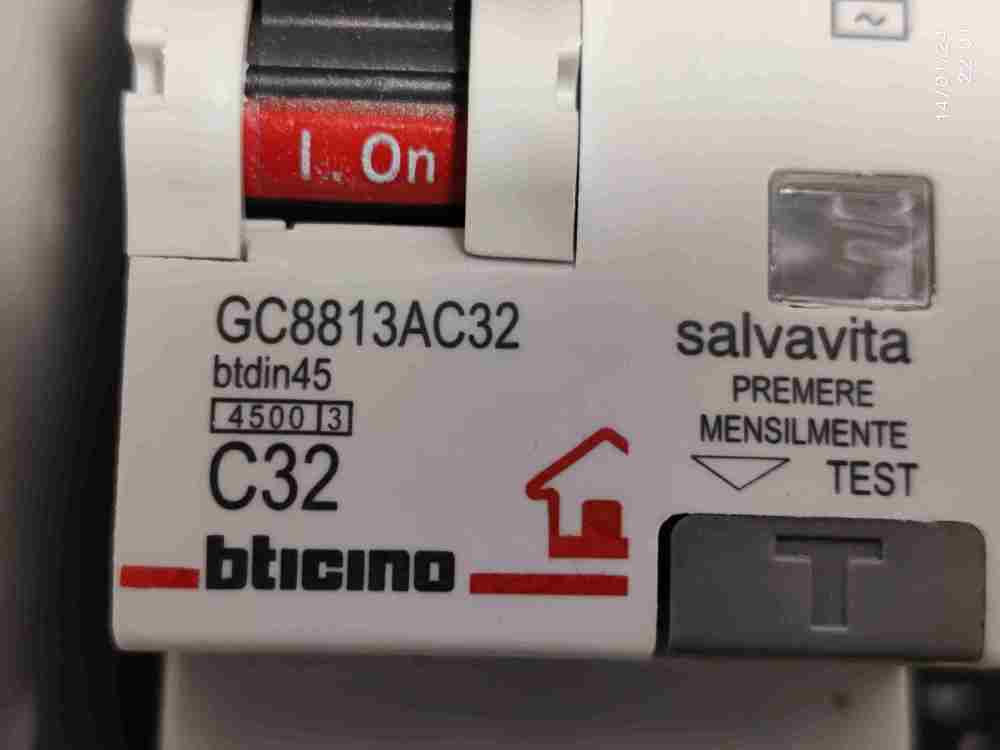 I. On
GC8813AC32
btdin45
4500 3
C32
bticino
~
salvavita
PREMERE
MENSILMENTE
TEST
T